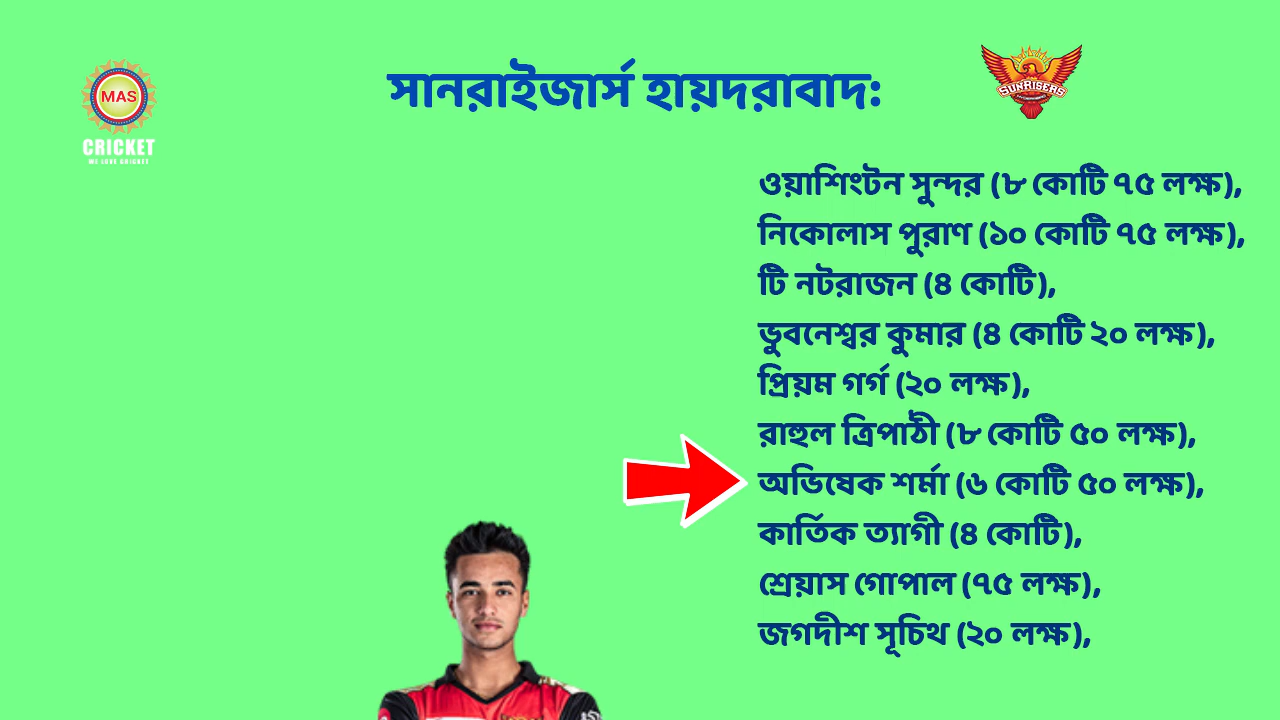 সানরাইজার্স হায়দরাবাদ:
MAS
CRICKET
WE LOVE CRICKET
SUNRISERS
ওয়াশিংটন সুন্দর (৮ কোটি ৭৫ লক্ষ),
নিকোলাস পুরাণ (১০ কোটি ৭৫ লক্ষ),
টি নটরাজন (৪ কোটি),
ভুবনেশ্বর কুমার (৪ কোটি ২০ লক্ষ),
প্রিয়ম গর্গ (২০ লক্ষ),
রাহুল ত্রিপাঠী (৮ কোটি ৫০ লক্ষ),
অভিষেক শর্মা (৬ কোটি ৫০ লক্ষ),
কার্তিক ত্যাগী (৪ কোটি),
শ্রেয়াস গোপাল (৭৫ লক্ষ),
জগদীশ সূচিথ (২০ লক্ষ),